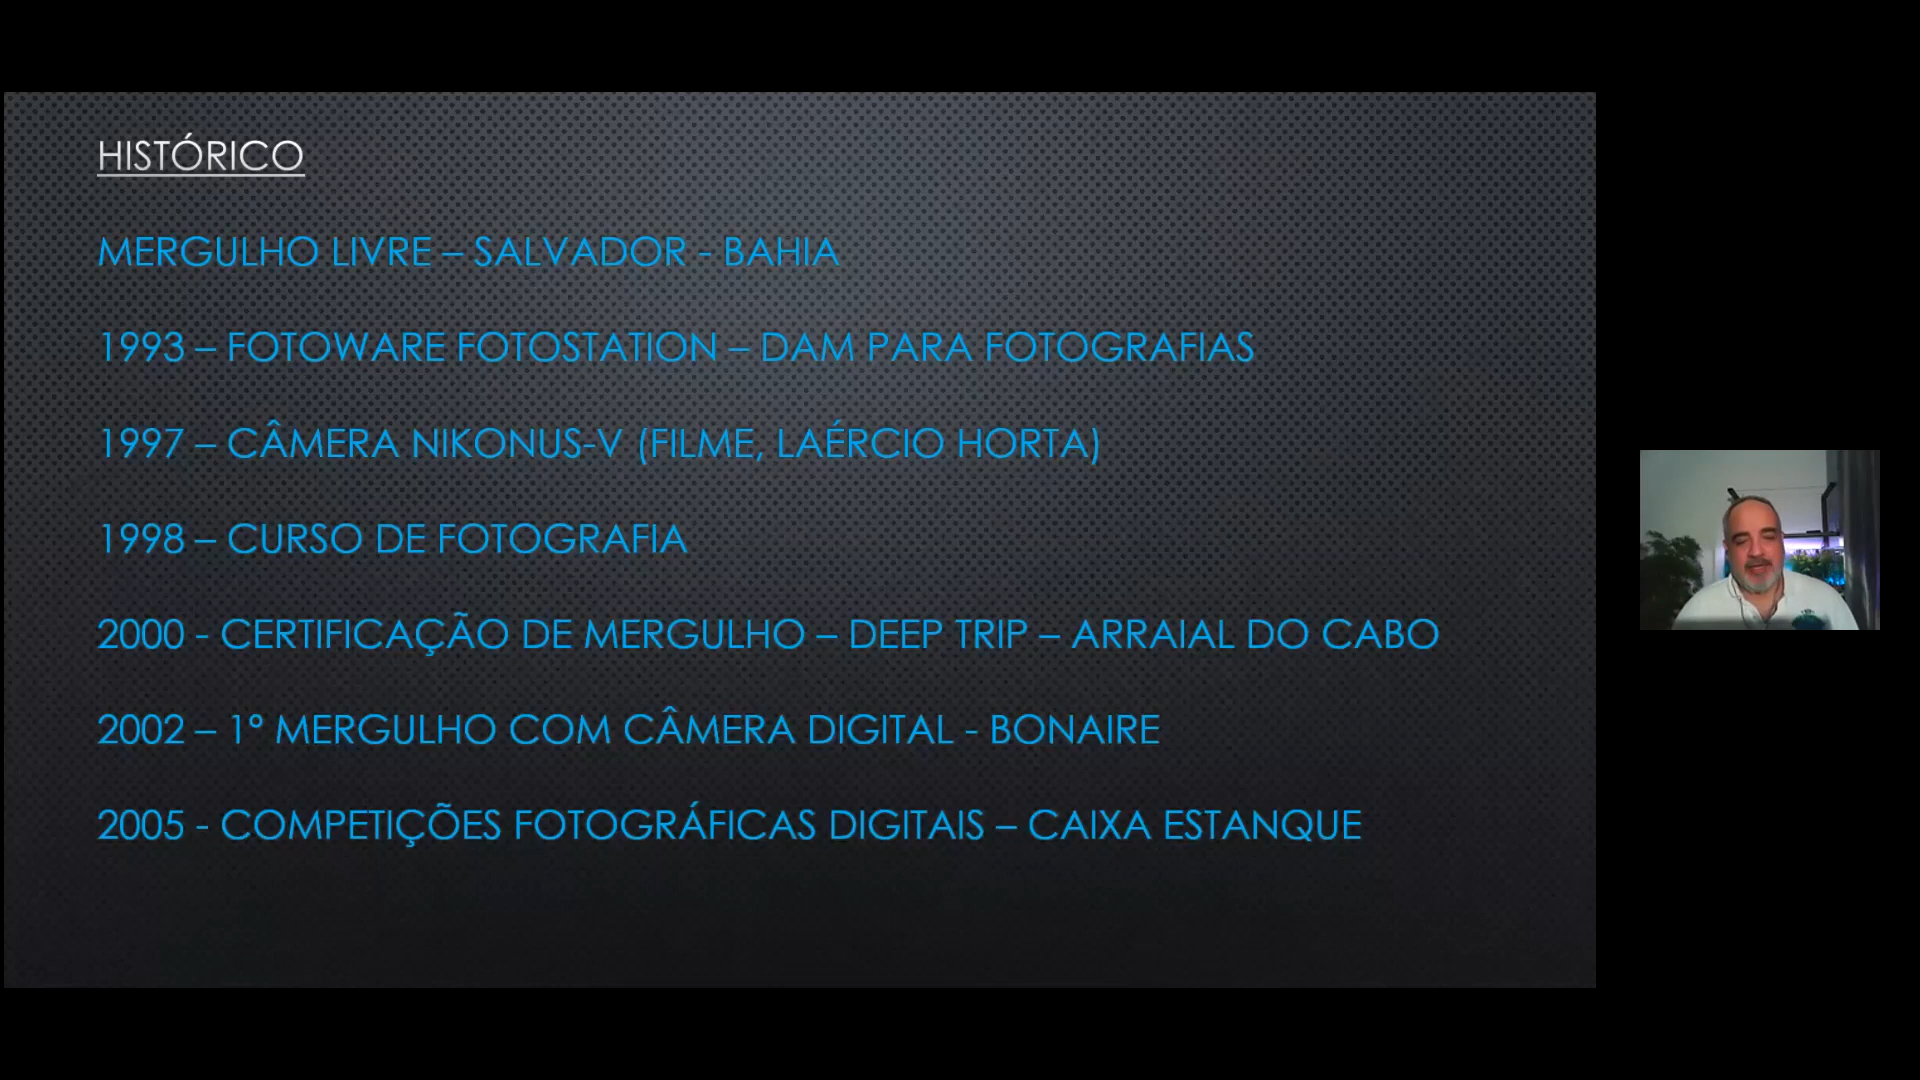 HISTÓRICO
MERGULHO LIVRE – SALVADOR - BAHIA
1993 – FOTOWARE FOTOSTATION – DAM PARA FOTOGRAFIAS
1997 – CÂMERA NIKONUS-V (FILME, LAÉRCIO HORTA)
1998 – CURSO DE FOTOGRAFIA
2000 - CERTIFICAÇÃO DE MERGULHO – DEEP TRIP – ARRAIAL DO CABO
2002 – 1º MERGULHO COM CÂMERA DIGITAL - BONAIRE
2005 - COMPETIÇÕES FOTOGRÁFICAS DIGITAIS – CAIXA ESTANQUE